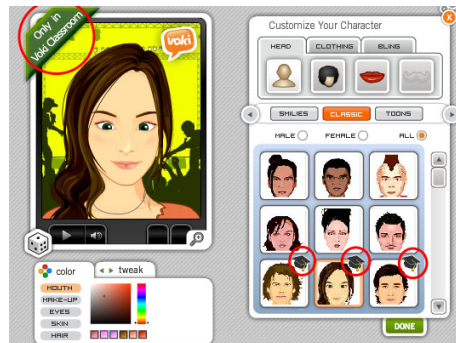 Only in
Voki Classroom
voki
Customize Your Character
X
HEAD
CLOTHING
BLING
SMILIES
CLASSIC
TOONS
MALE
FEMALE
ALL
color
tweak
MOUTH
MAKE-UP
EYES
SKIN
HAIR
DONE